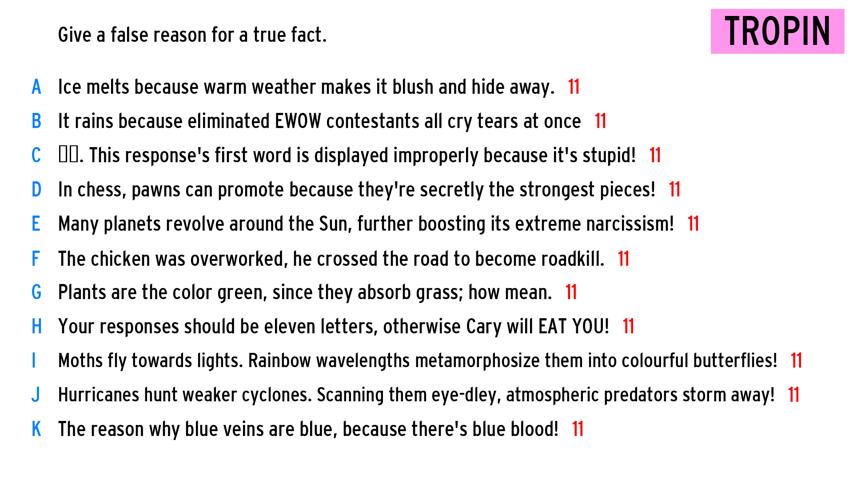 Give a false reason for a true fact.
TROPIN
A Ice melts because warm weather makes it blush and hide away. 11
B It rains because eliminated EWOW contestants all cry tears at once 11
C ▯▯. This response's first word is displayed improperly because it's stupid! 11
D In chess, pawns can promote because they're secretly the strongest pieces! 11
E Many planets revolve around the Sun, further boosting its extreme narcissism! 11
F The chicken was overworked, he crossed the road to become roadkill. 11
G Plants are the color green, since they absorb grass; how mean. 11
H Your responses should be eleven letters, otherwise Cary will EAT YOU! 11
I Moths fly towards lights. Rainbow wavelengths metamorphosize them into colourful butterflies! 11
J Hurricanes hunt weaker cyclones. Scanning them eye-dley, atmospheric predators storm away! 11
K The reason why blue veins are blue, because there's blue blood! 11